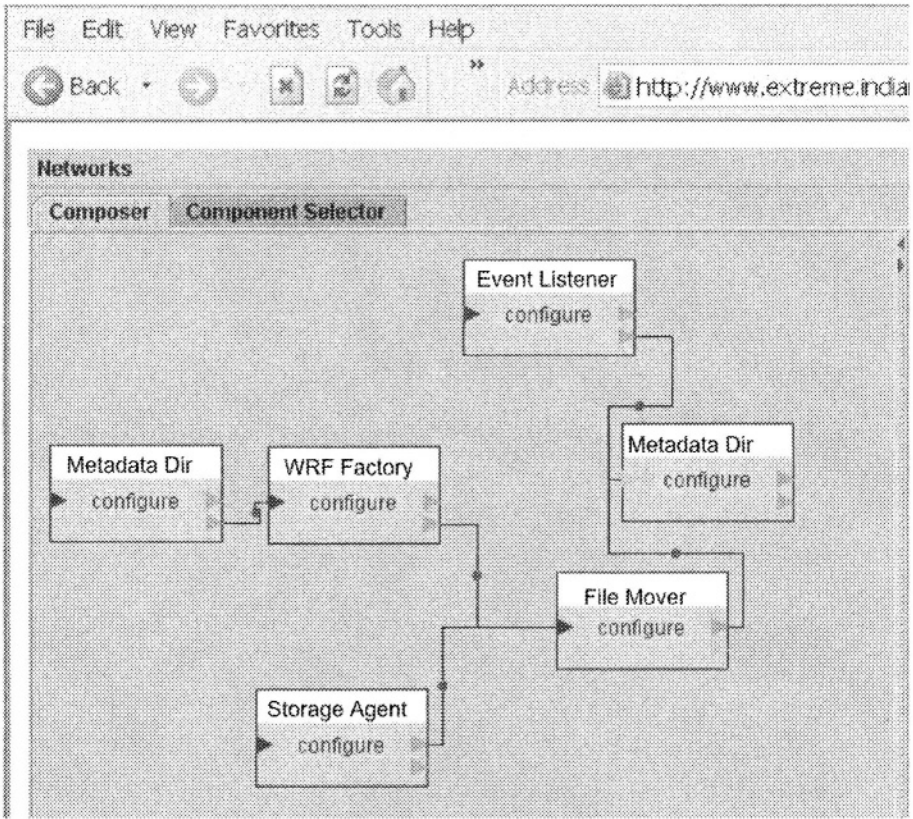 File Edit View Favorites Tools Help
Back » Address http://www.extreme.india
Networks
Composer Component Selector
Event Listener
configure
Metadata Dir
configure
Metadata Dir
configure
WRF Factory
configure
File Mover
configure
Storage Agent
configure